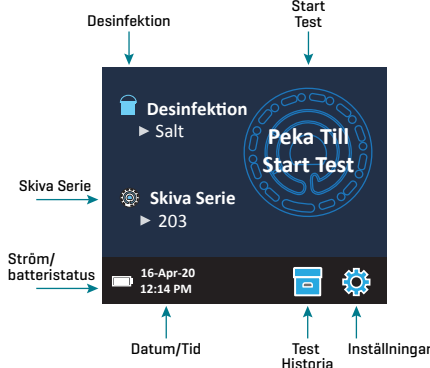 Desinfektion
Start
Test
Desinfektion
► Salt
Peka Till
Start Test
Skiva Serie
Skiva Serie
► 203
Ström/
batteristatus
16-Apr-20
12:14 PM
Datum/Tid
Test
Historia
Inställningar